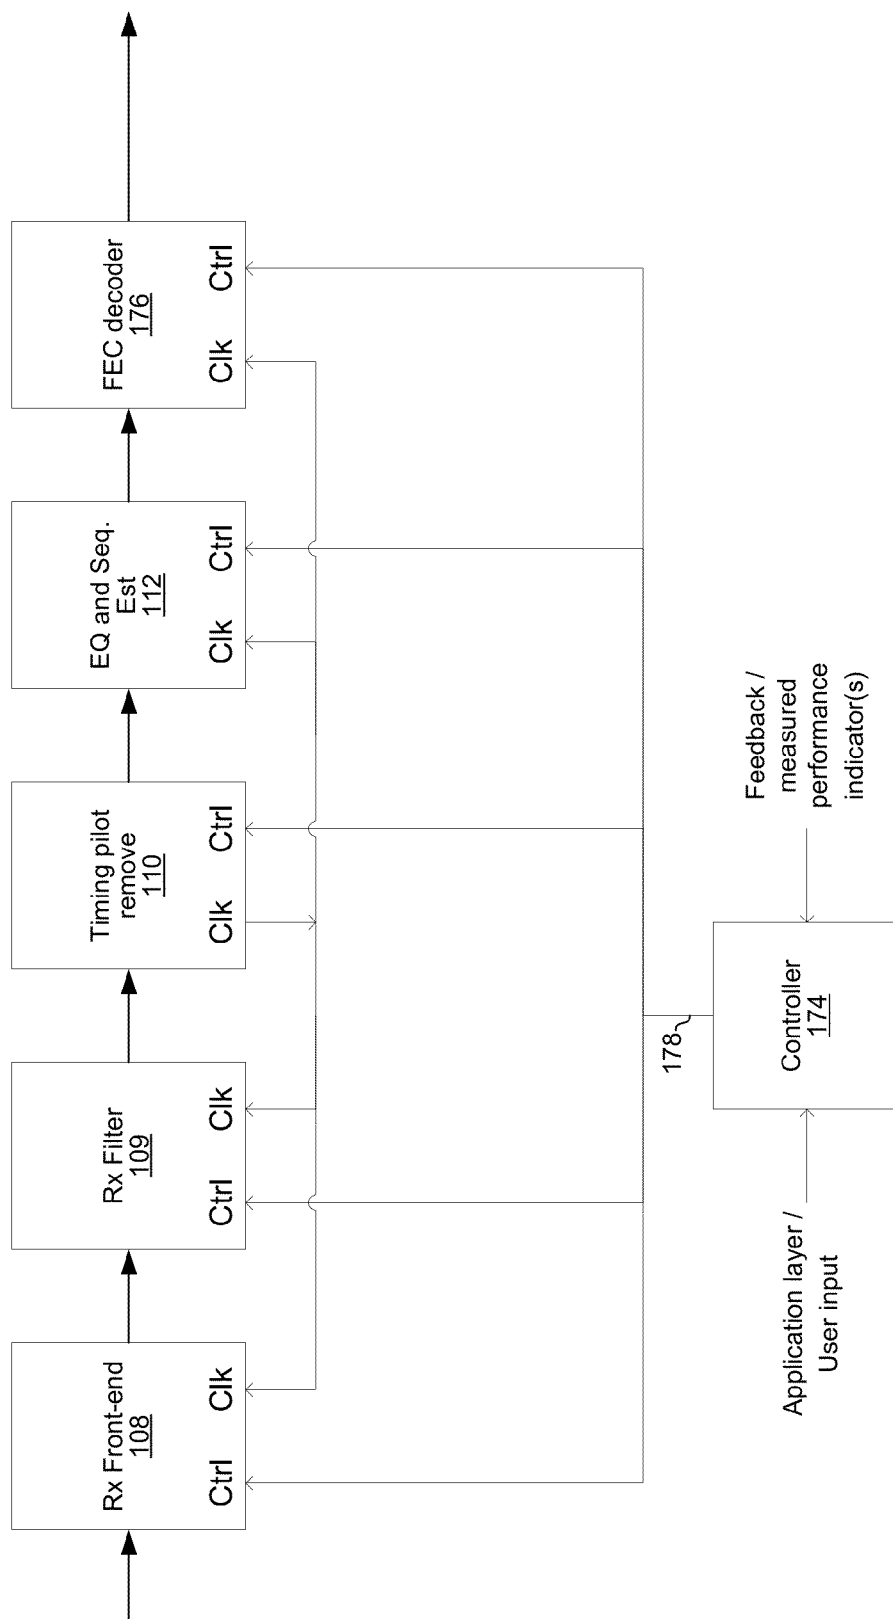 Rx Front-end
108
Ctrl
Clk
Rx Filter
109
Ctrl
Clk
Timing pilot
remove
110
Clk
Ctrl
EQ and Seq.
Est
112
Clk
Ctrl
FEC decoder
176
Clk
Ctrl
178
Application layer /
User input
Controller
174
Feedback /
measured
performance
indicator(s)